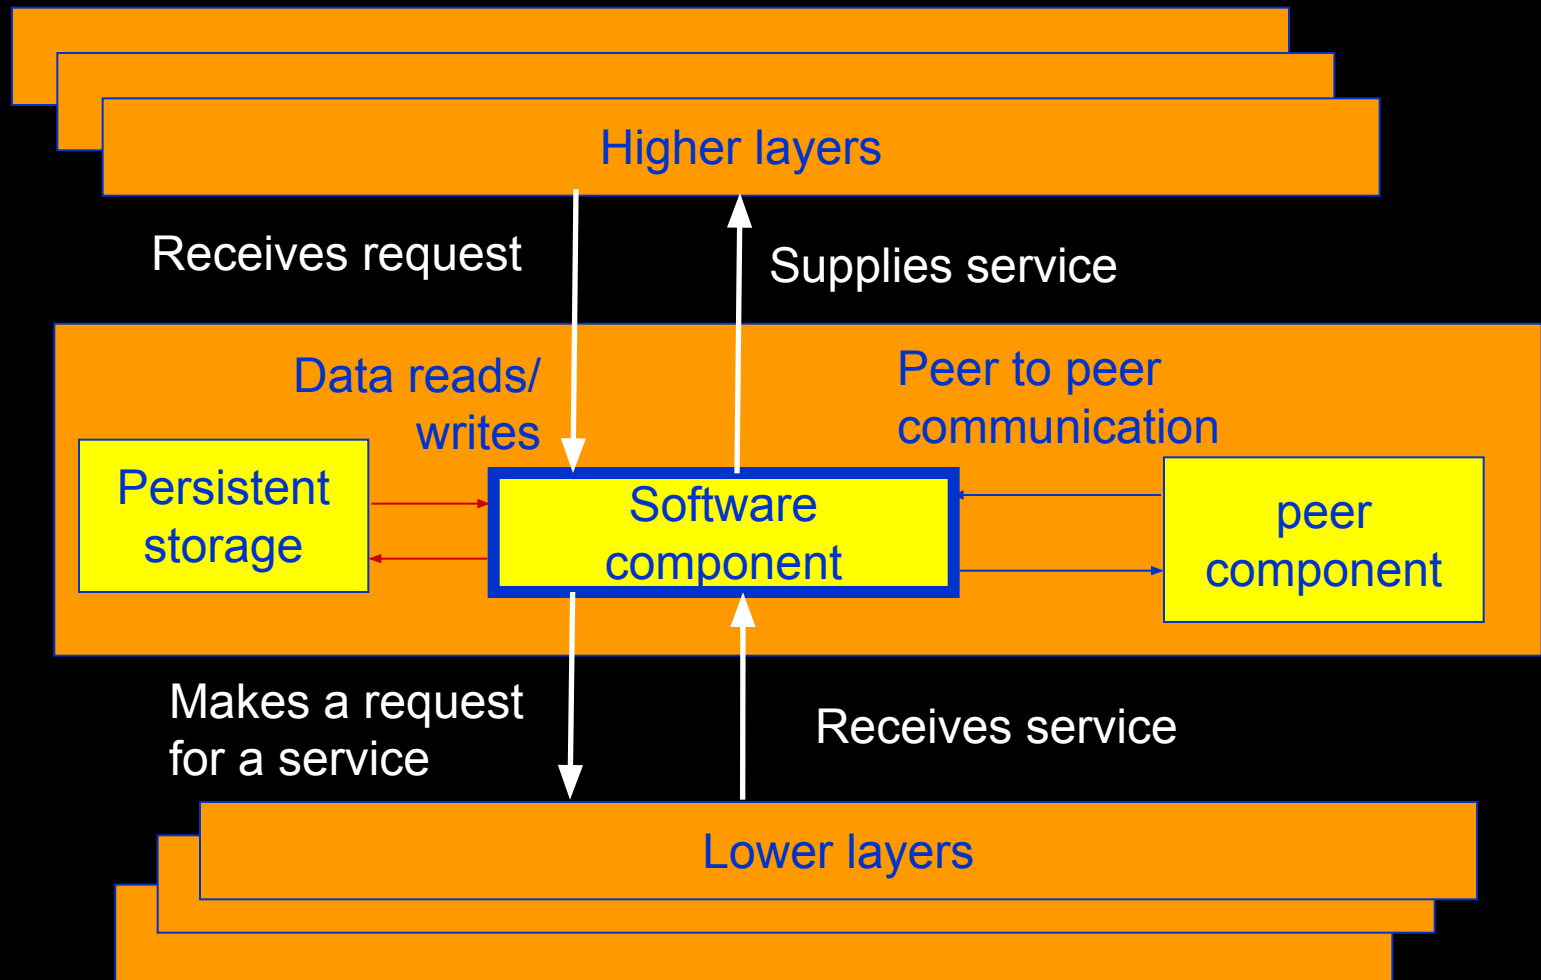 Higher layers
Receives request
Supplies service
Data reads/
writes
Peer to peer
communication
Persistent
storage
Software
component
peer
component
Makes a request
for a service
Receives service
Lower layers